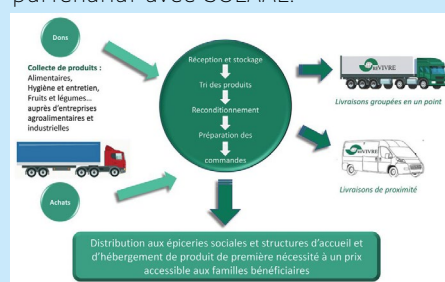 partenariat avec SOLAAL.
Dons
Collecte de produits :
Alimentaires,
Hygiène et entretien,
Fruits et légumes...
auprès d'entreprises
agroalimentaires et
industrielles
Achats
Réception et stockage
Tri des produits
Reconditionnement
Préparation des
commandes
REVIVRE
Livraisons groupées en un point
REVIVRE
Livraisons de proximité
Distribution aux épiceries sociales et structures d'accueil et
d'hébergement de produit de première nécessité à un prix
accessible aux familles bénéficiaires